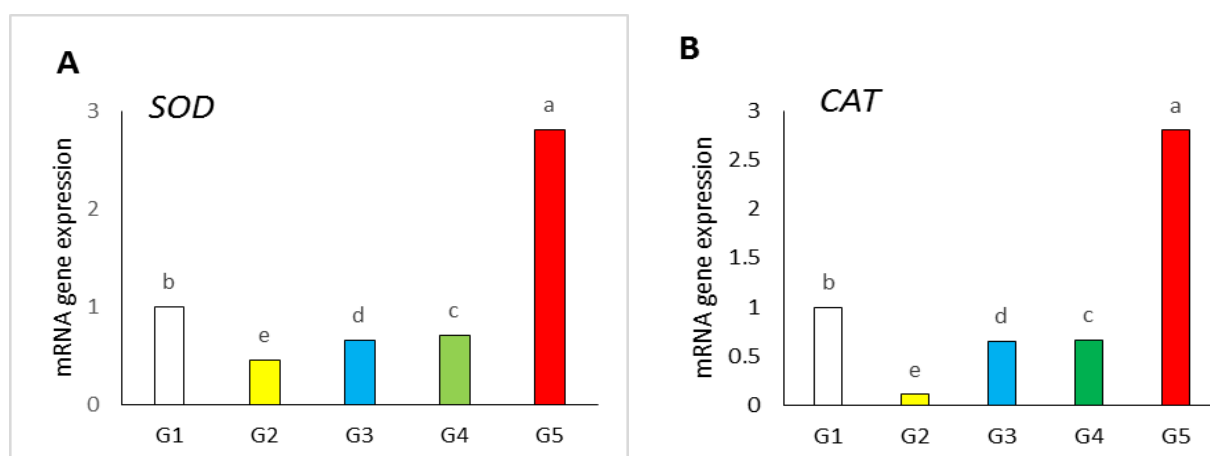 A
SOD
mRNA gene expression
3
2
1
0
b
e
d
c
a
G1 G2 G3 G4 G5
B
CAT
mRNA gene expression
3
2.5
2
1.5
1
0.5
0
b
e
d
c
a
G1 G2 G3 G4 G5